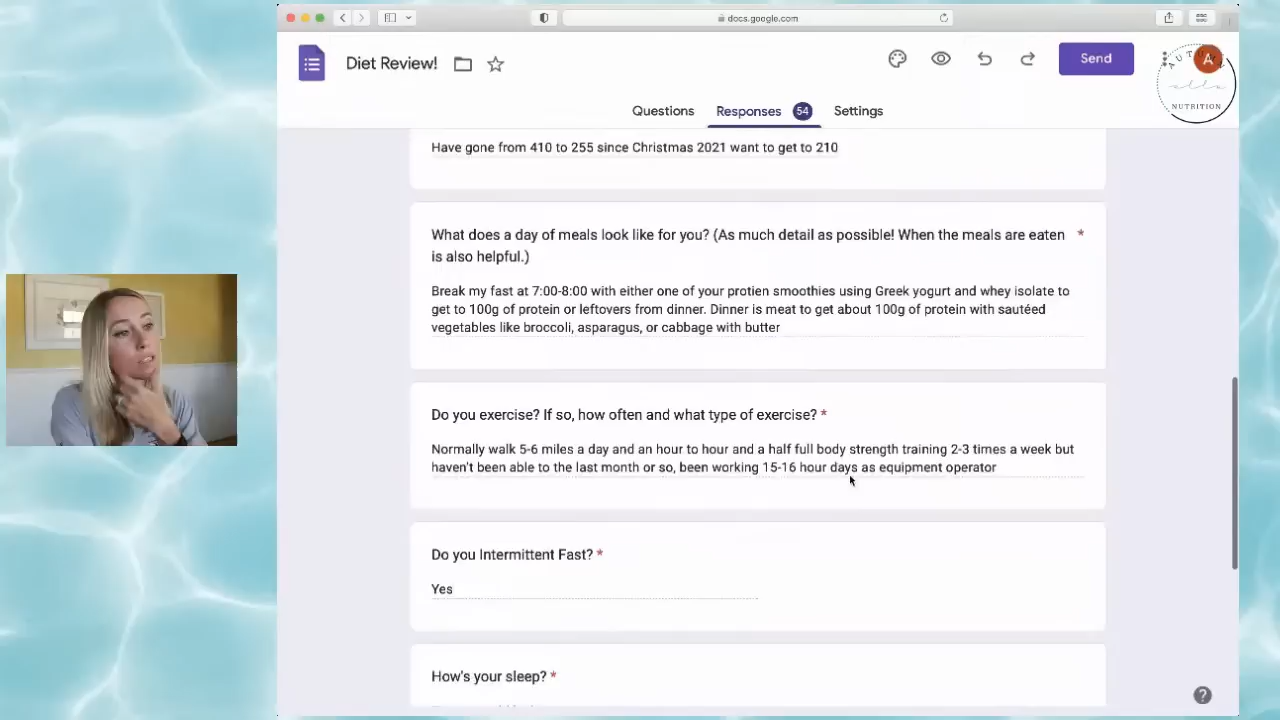 docs.google.com
Diet Review!
Send
A
AUTUMN
elle
NUTRITION
Questions
Responses 54
Settings
Have gone from 410 to 255 since Christmas 2021 want to get to 210
What does a day of meals look like for you? (As much detail as possible! When the meals are eaten *
is also helpful.)
Break my fast at 7:00-8:00 with either one of your protien smoothies using Greek yogurt and whey isolate to
get to 100g of protein or leftovers from dinner. Dinner is meat to get about 100g of protein with sautéed
vegetables like broccoli, asparagus, or cabbage with butter
Do you exercise? If so, how often and what type of exercise? *
Normally walk 5-6 miles a day and an hour to hour and a half full body strength training 2-3 times a week but
haven't been able to the last month or so, been working 15-16 hour days as equipment operator
Do you Intermittent Fast? *
Yes
How's your sleep? *